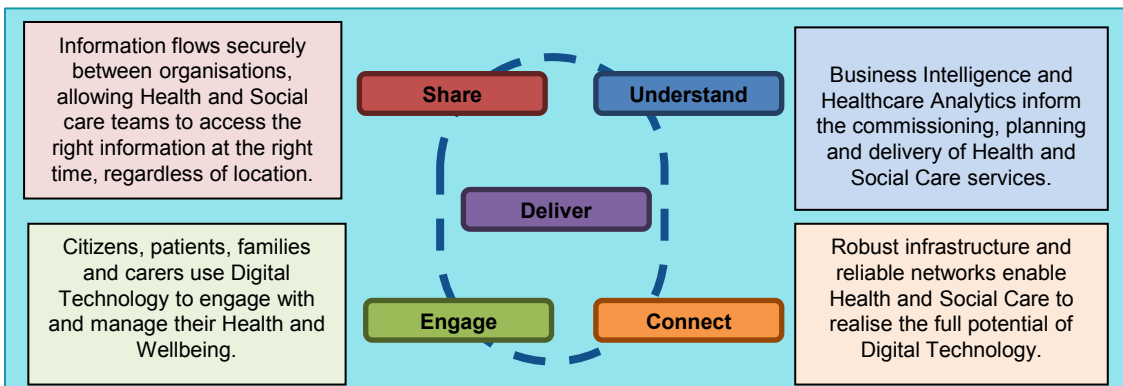 Information flows securely
between organisations,
allowing Health and Social
care teams to access the
right information at the right
time, regardless of location.
Share
Understand
Business Intelligence and
Healthcare Analytics inform
the commissioning, planning
and delivery of Health and
Social Care services.
Deliver
Citizens, patients, families
and carers use Digital
Technology to engage with
and manage their Health and
Wellbeing.
Engage
Connect
Robust infrastructure and
reliable networks enable
Health and Social Care to
realise the full potential of
Digital Technology.